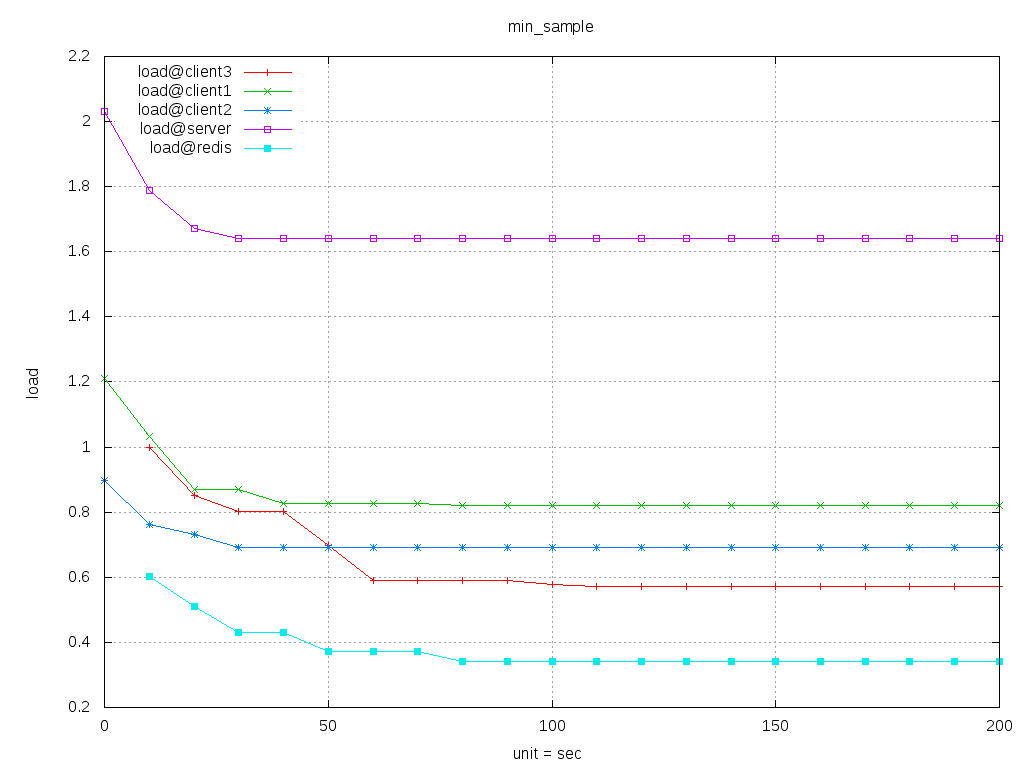 min_sample
2.2
2
1.8
1.6
1.4
1.2
1
0.8
0.6
0.4
0.2
load
load@client3
load@client1
load@client2
load@server
load@redis
0 50 100 150 200
unit = sec